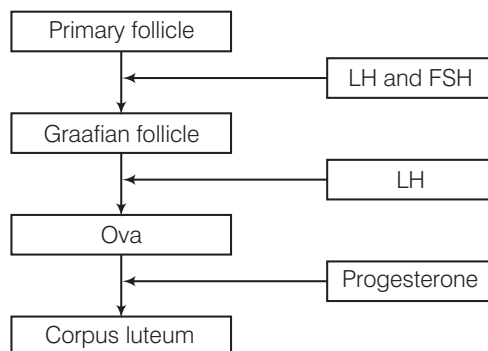 Primary follicle
LH and FSH
Graafian follicle
LH
Ova
Progesterone
Corpus luteum